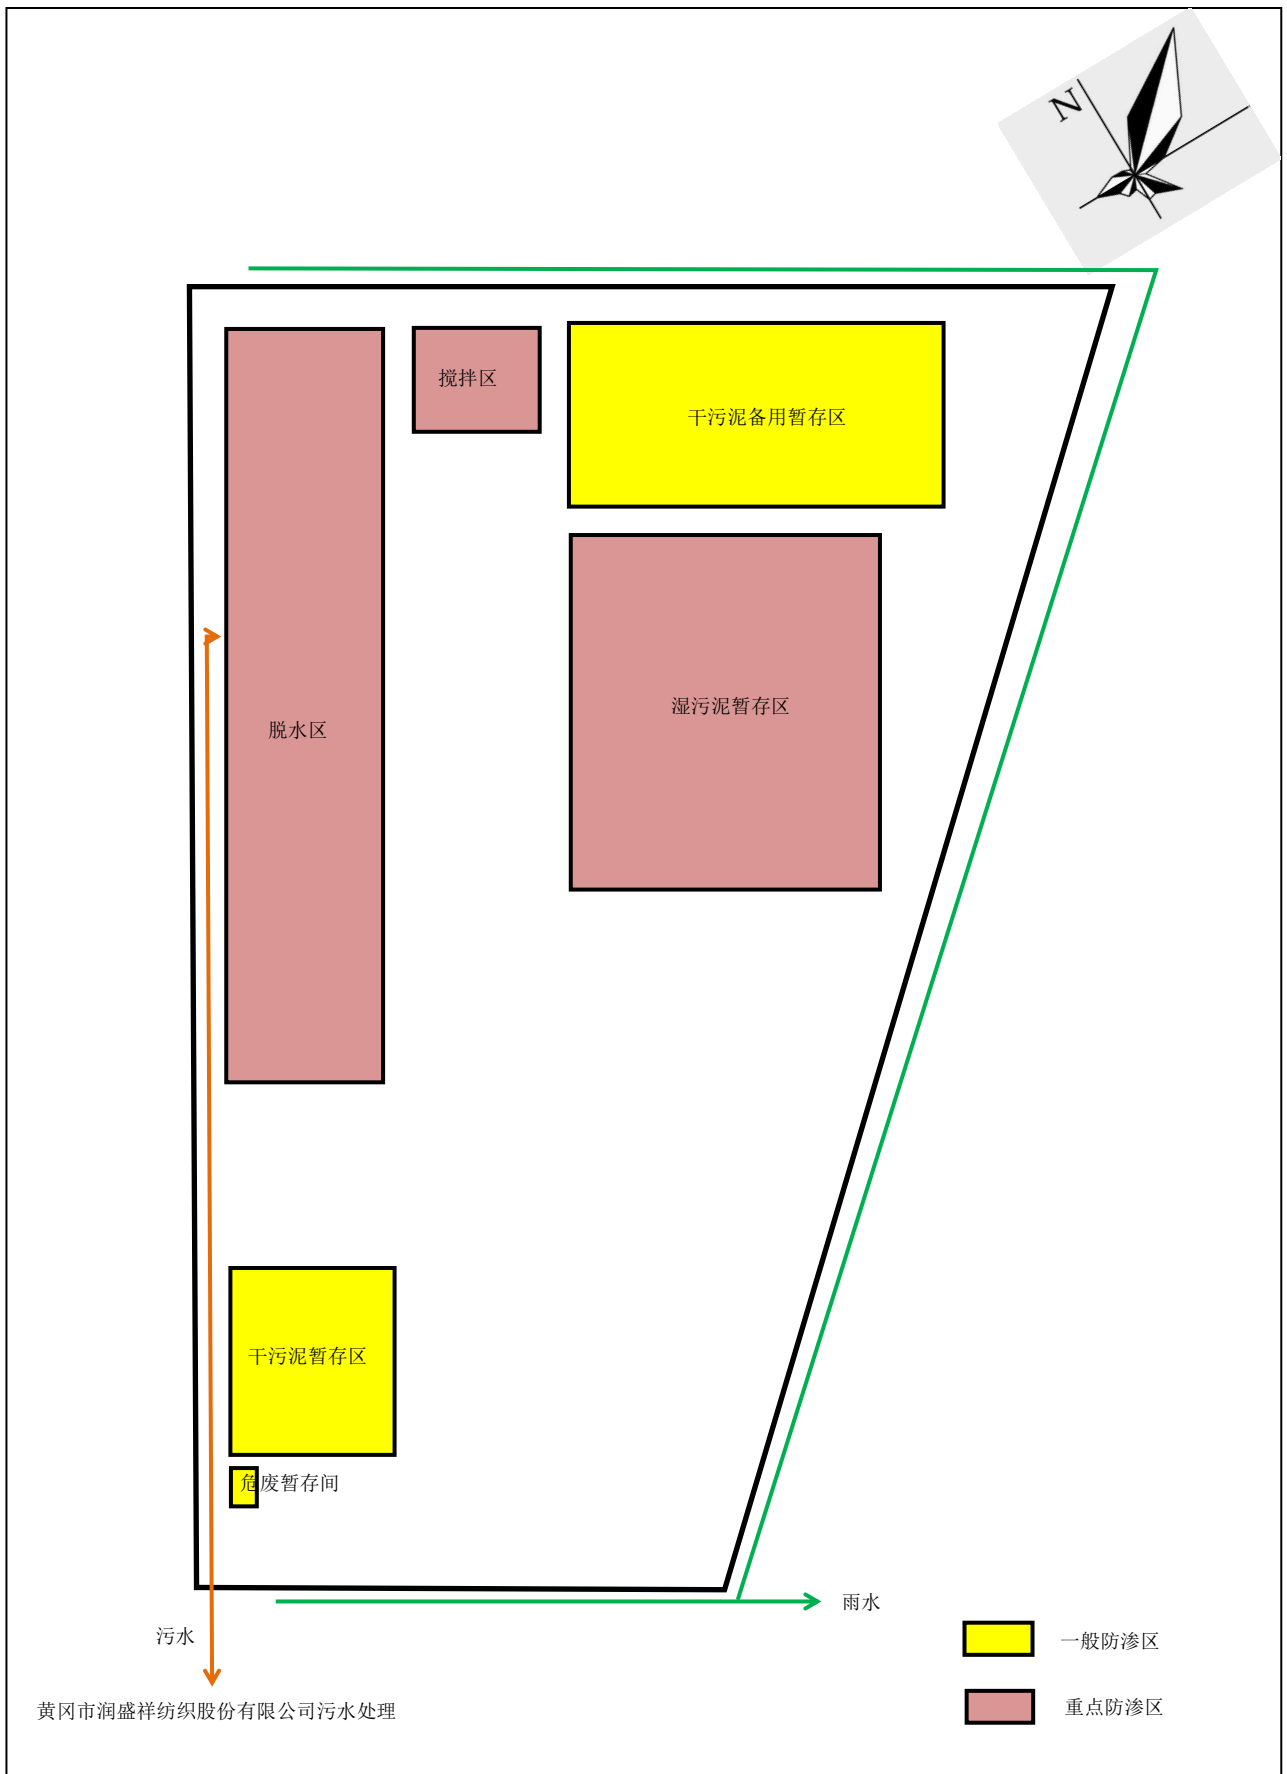 N
搅拌区
干污泥备用暂存区
湿污泥暂存区
脱水区
干污泥暂存区
危废暂存间
雨水
污水
一般防渗区
黄冈市润盛祥纺织股份有限公司污水处理
重点防渗区